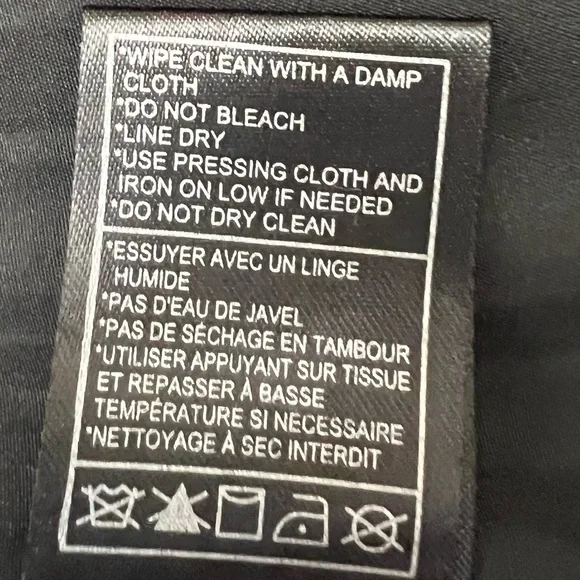 *WIPE CLEAN WITH A DAMP
CLOTH
*DO NOT BLEACH
*LINE DRY
*USE PRESSING CLOTH AND
IRON ON LOW IF NEEDED
*DO NOT DRY CLEAN
*ESSUYER AVEC UN LINGE
HUMIDE
*PAS D'EAU DE JAVEL
*PAS DE SÉCHAGE EN TAMBOUR
*UTILISER APPUYANT SUR TISSUE
ET REPASSER À BASSE
TEMPÉRATURE SI NECESSAIRE
*NETTOYAGE À SEC INTERDIT